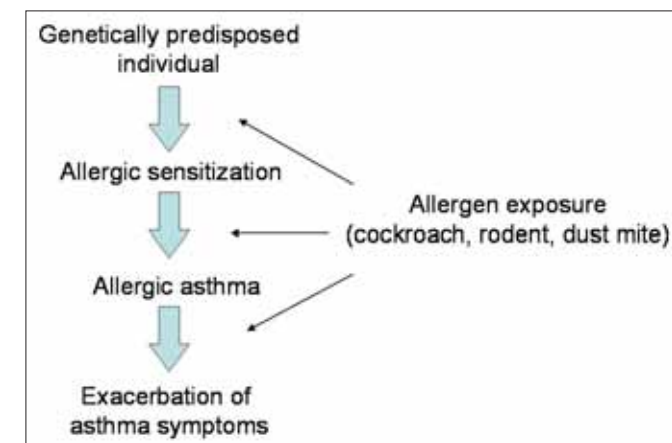 Genetically predisposed
individual
Allergic sensitization
Allergen exposure
(cockroach, rodent, dust mite)
Allergic asthma
Exacerbation of
asthma symptoms